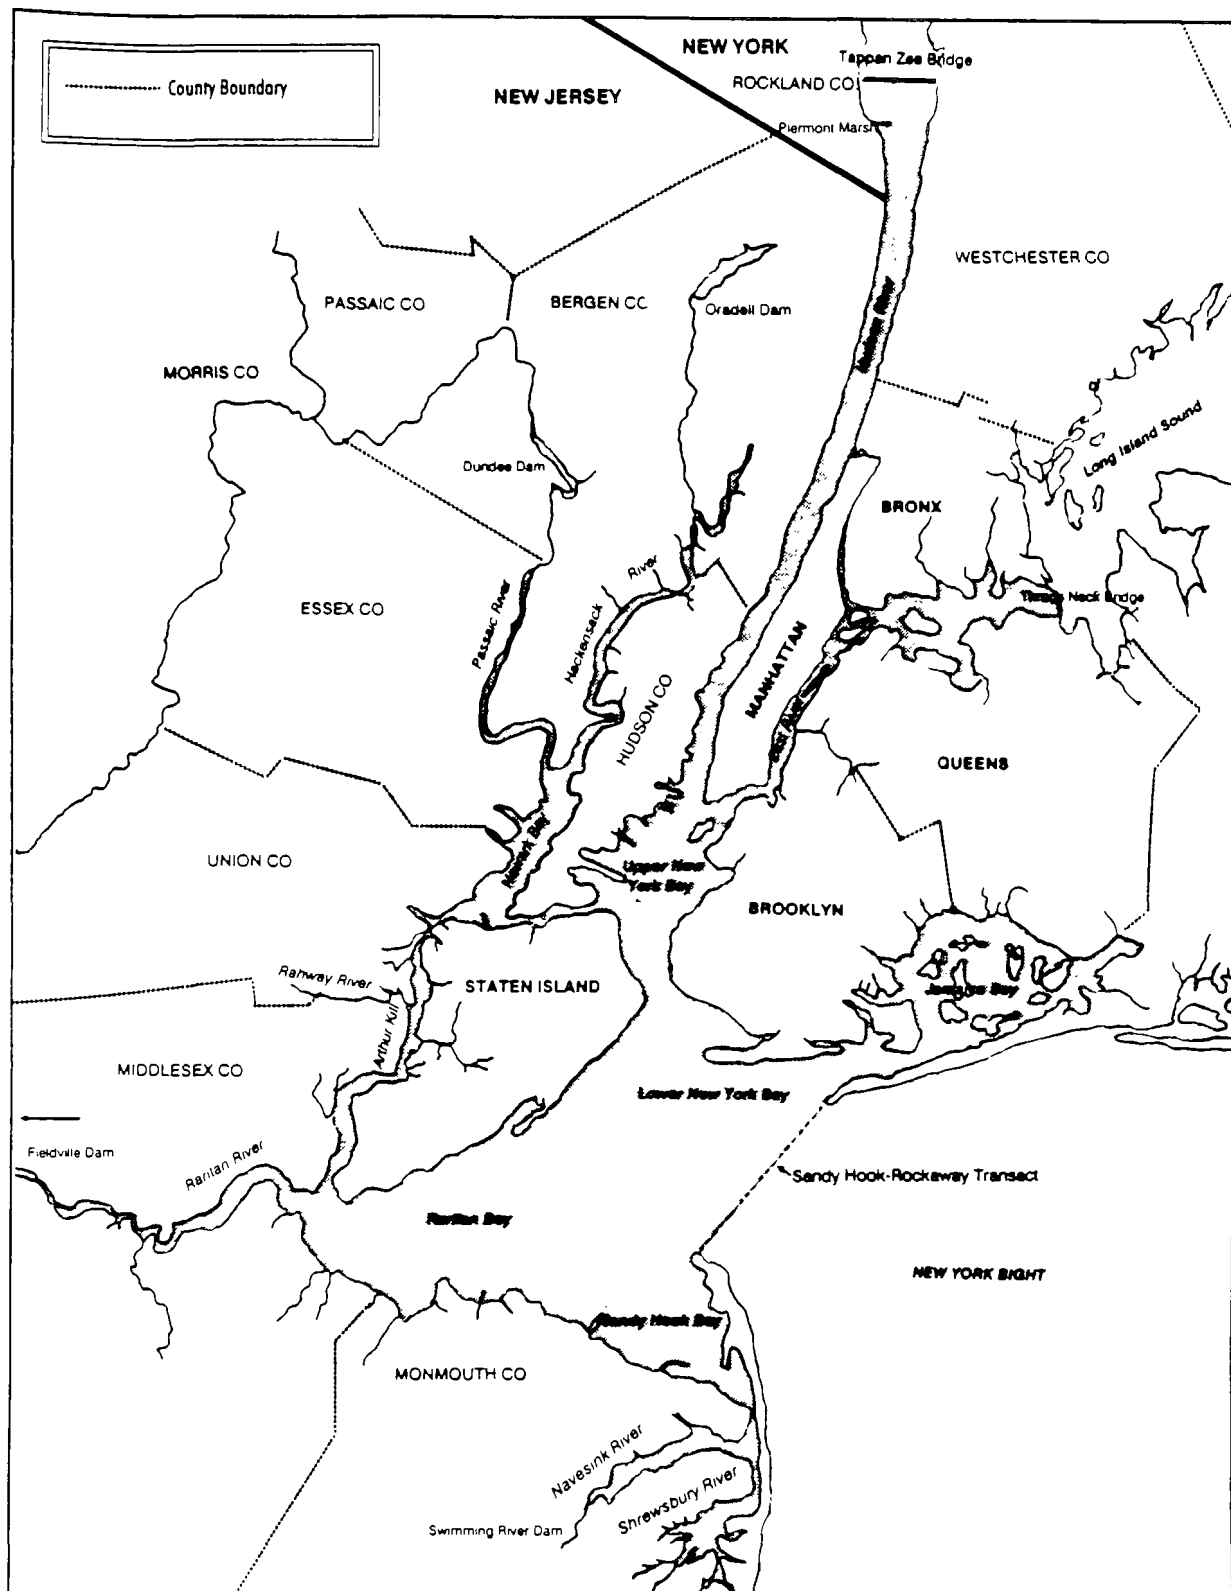 NEW YORK
Tappan Zee Bridge
ROCKLAND CO
County Boundary
NEW JERSEY
Piermont Marsh
WESTCHESTER CO
PASSAIC CO
BERGEN CC
Oradell Dam
Hudson River
MORRIS CO
Long Island Sound
Dundee Dam
BRONX
River
Hackensack
Throgs Neck Bridge
ESSEX CO
Passaic River
MANHATTAN
HUDSON CO
East River
QUEENS
Newark Bay
UNION CO
Upper New
York Bay
BROOKLYN
Rahway River
STATEN ISLAND
Jamaica Bay
Arthur Kill
MIDDLESEX CO
Lower New York Bay
Fieldville Dam
Raritan River
Sandy Hook-Rockaway Transect
Raritan Bay
NEW YORK BIGHT
Sandy Hook Bay
MONMOUTH CO
Navesink River
Shrewsbury River
Swimming River Dam